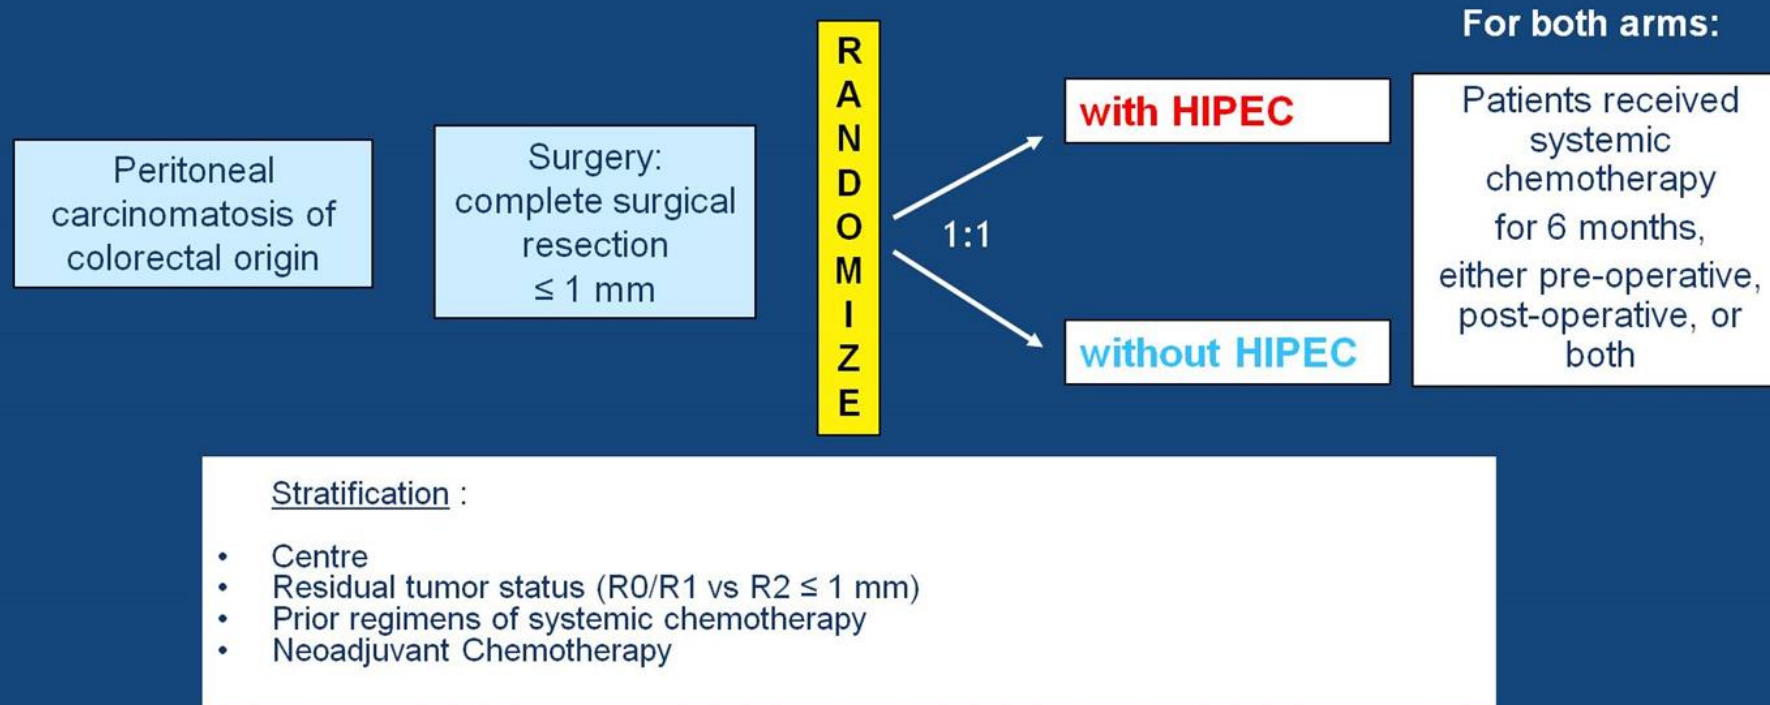 Peritoneal
carcinomatosis of
colorectal origin
Surgery:
complete surgical
resection
≤ 1 mm
R
A
N
D
O
M
I
Z
E
1:1
with HIPEC
without HIPEC
For both arms:
Patients received
systemic
chemotherapy
for 6 months,
either pre-operative,
post-operative, or
both
Stratification :
• Centre
• Residual tumor status (R0/R1 vs R2 ≤ 1 mm)
• Prior regimens of systemic chemotherapy
• Neoadjuvant Chemotherapy